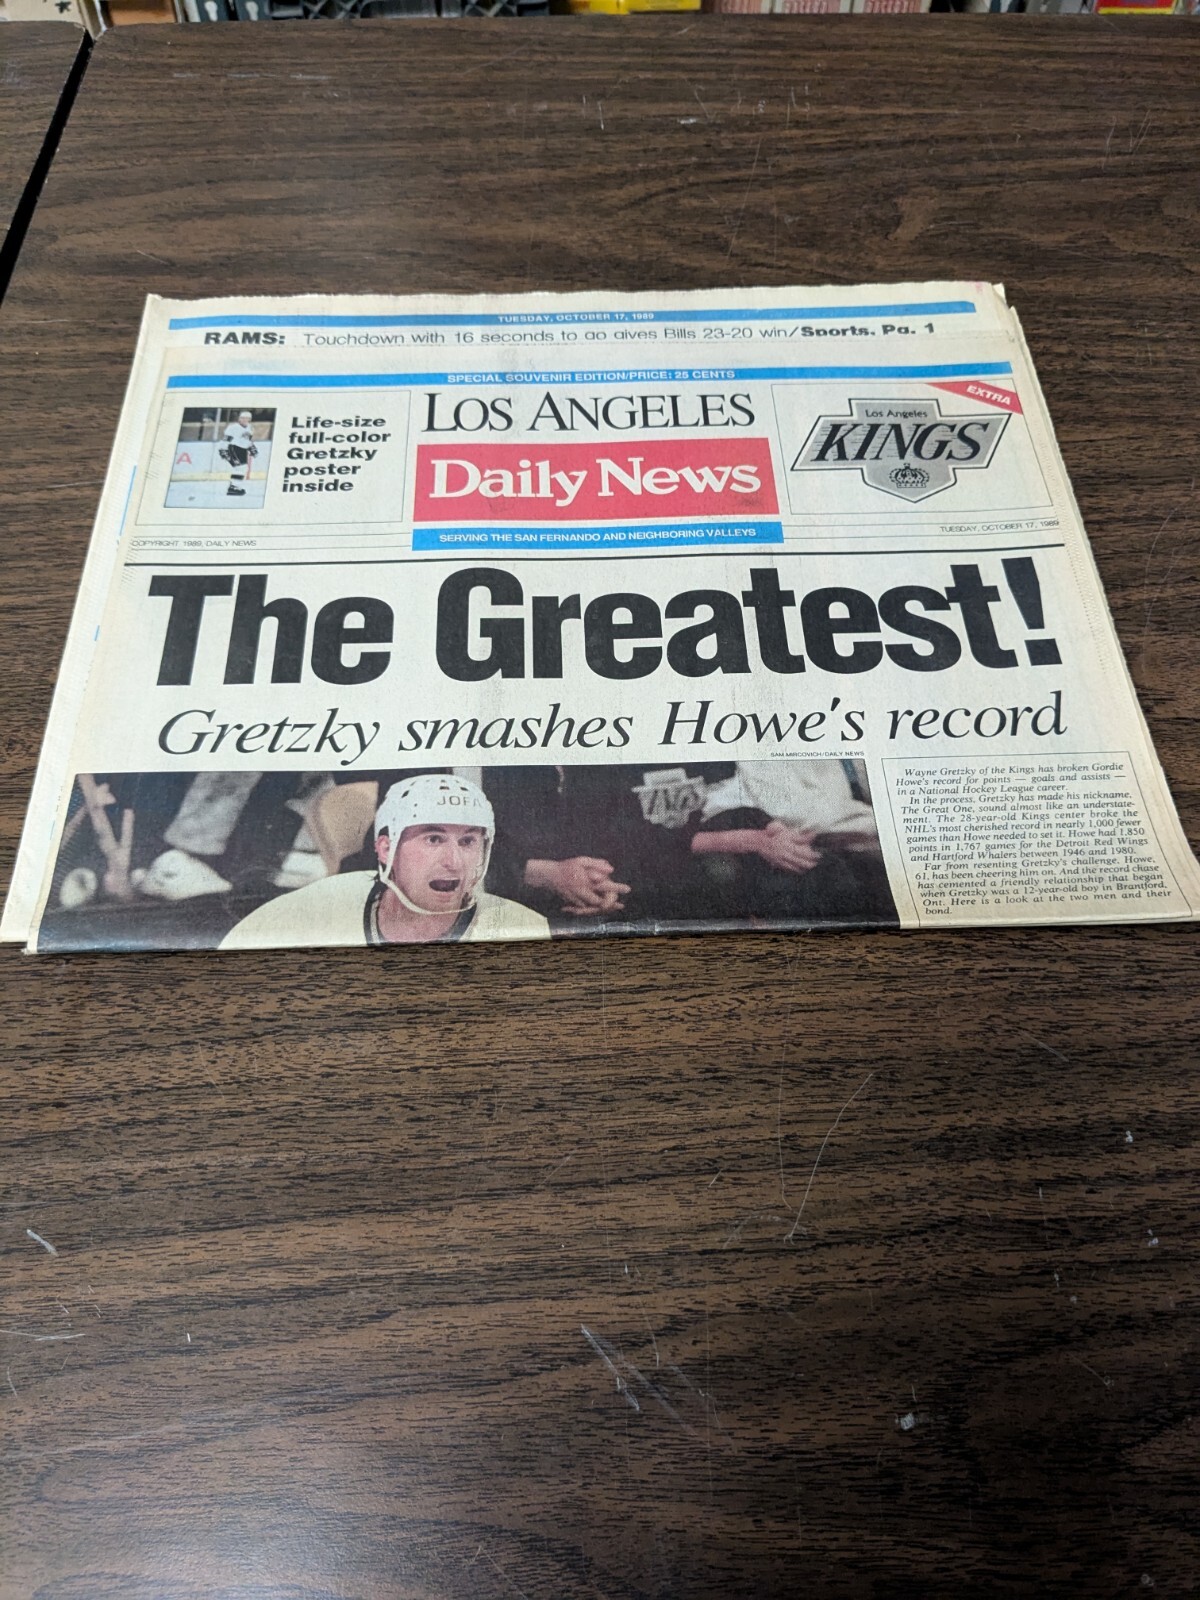 TUESDAY, OCTOBER 17, 1989
RAMS: Touchdown with 16 seconds to go gives Bills 23-20 win/Sports, Pg. 1
SPECIAL SOUVENIR EDITION/PRICE: 25 CENTS
Life-size
full-color
Gretzky
poster
inside
LOS ANGELES
Daily News
EXTRA
Los Angeles
KINGS
SERVING THE SAN FERNANDO AND NEIGHBORING VALLEYS
COPYRIGHT 1989, DAILY NEWS
TUESDAY, OCTOBER 17, 1989
The Greatest!
Gretzky smashes Howe's record
SAM MIRCOVICH/DAILY NEWS
JOFA
Wayne Gretzky of the Kings has broken Gordie
Howe's record for points — goals and assists —
in a National Hockey League career.
In the process, Gretzky has made his nickname,
The Great One, sound almost like an understate-
ment. The 28-year-old Kings center broke the
NHL's most cherished record in nearly 1,000 fewer
games than Howe needed to set it. Howe had 1,850
points in 1,767 games for the Detroit Red Wings
and Hartford Whalers between 1946 and 1980.
Far from resenting Gretzky's challenge, Howe,
61, has been cheering him on. And the record chase
has cemented a friendly relationship that began
when Gretzky was a 12-year-old boy in Brantford,
Ont. Here is a look at the two men and their
bond.